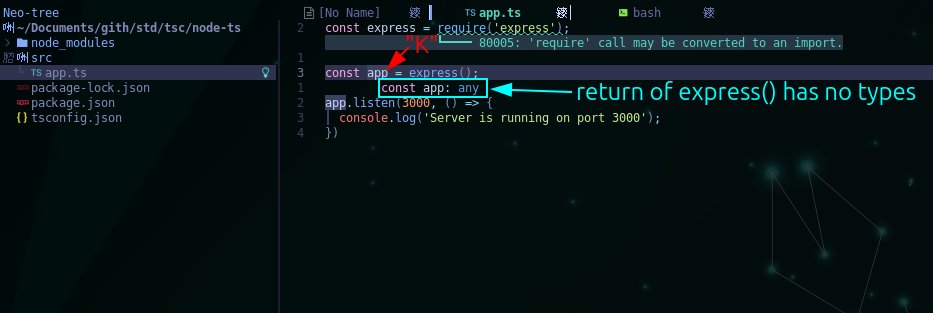 Neo-tree
[No Name]
TS app.ts
bash
~/Documents/gith/std/tsc/node-ts
node_modules
src
TS app.ts
package-lock.json
package.json
{} tsconfig.json
2 const express = require('express');
80005: 'require' call may be converted to an import.
"K"
1
3 const app = express();
1 const app: any
return of express() has no types
2 app.listen(3000, () => {
3 console.log('Server is running on port 3000');
4 })